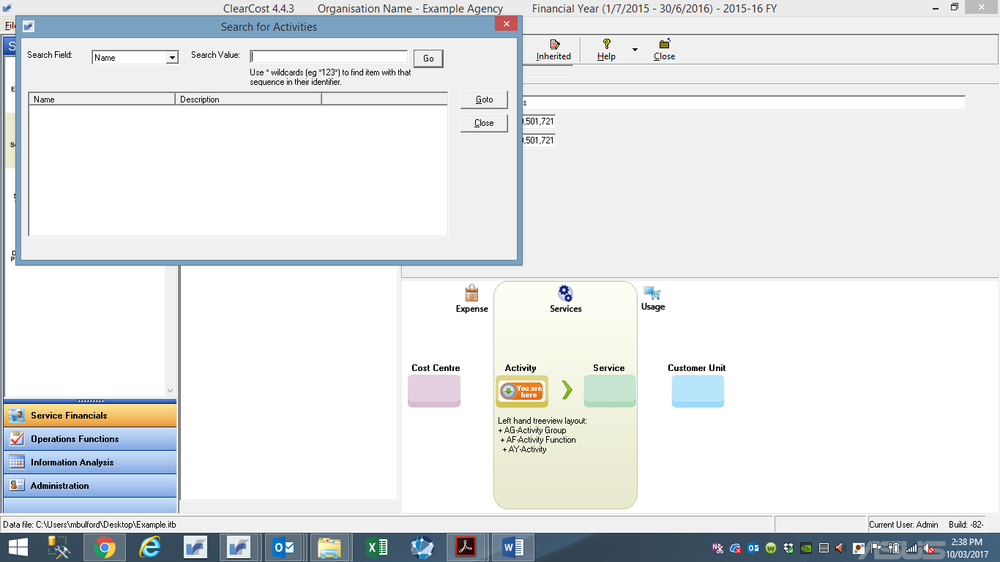 ClearCost 4.4.3 Organisation Name - Example Agency Financial Year (1/7/2015 - 30/6/2016) - 2015-16 FY
Search for Activities
Search Field: Name Search Value: Go
Use * wildcards (eg *123*) to find item with that
sequence in their identifier.
Name Description
Goto
Close
Inherited Help Close
,501,721
,501,721
Expense Services Usage
Cost Centre Activity Service Customer Unit
You are
here
Left hand treeview layout:
+ AG-Activity Group
+ AF-Activity Function
+ AY-Activity
Service Financials
Operations Functions
Information Analysis
Administration
Data file: C:\Users\mbulford\Desktop\Example.itb Current User: Admin Build: -82-
2:38 PM
10/03/2017
ASUS